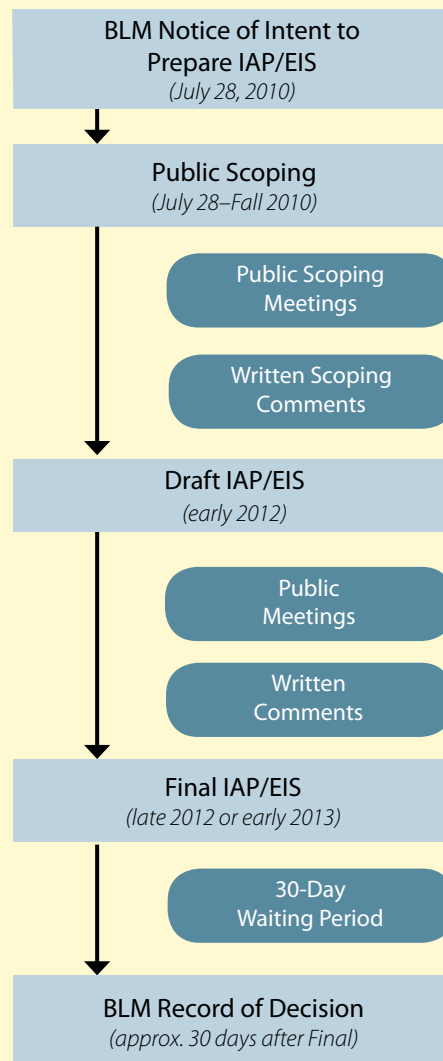 BLM Notice of Intent to
Prepare IAP/EIS
(July 28, 2010)
Public Scoping
(July 28–Fall 2010)
Public Scoping
Meetings
Written Scoping
Comments
Draft IAP/EIS
(early 2012)
Public
Meetings
Written
Comments
Final IAP/EIS
(late 2012 or early 2013)
30-Day
Waiting Period
BLM Record of Decision
(approx. 30 days after Final)